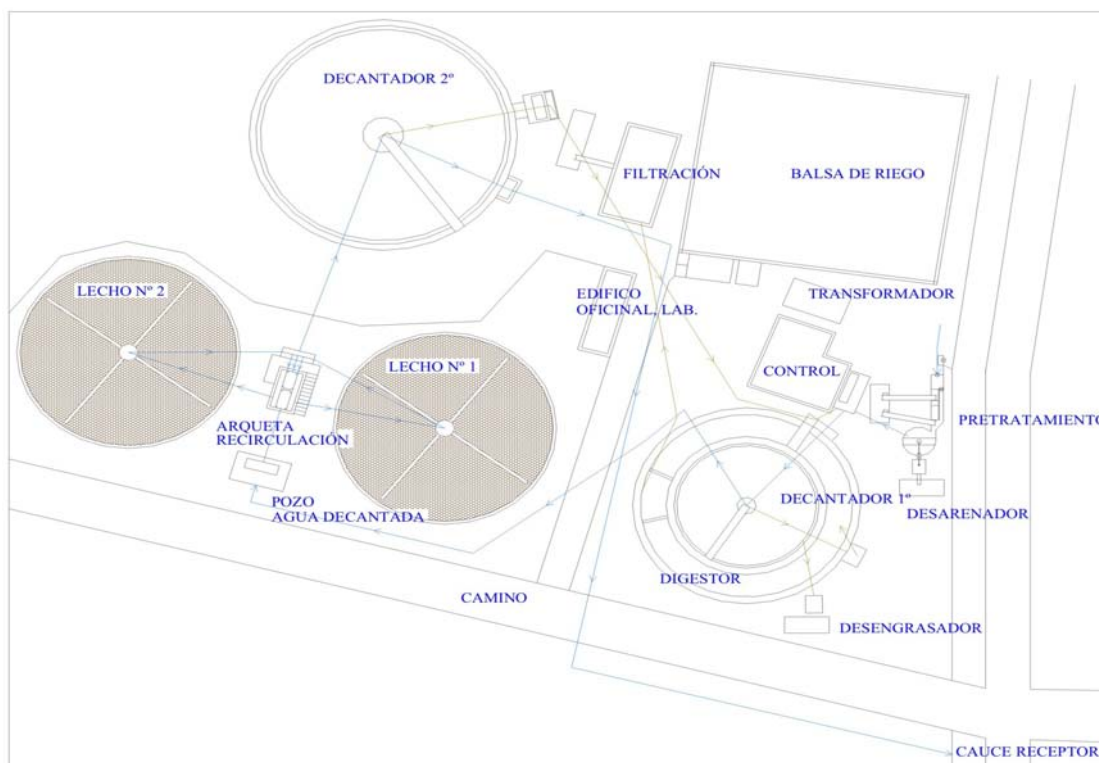 DECANTADOR 2º
FILTRACIÓN
BALSA DE RIEGO
LECHO Nº 2
EDIFICO
OFICINAL, LAB.
TRANSFORMADOR
LECHO Nº 1
CONTROL
ARQUETA
RECIRCULACIÓN
PRETRATAMIENTO
POZO
AGUA DECANTADA
DECANTADOR 1º
DESARENADOR
DIGESTOR
CAMINO
DESENGRASADOR
CAUCE RECEPTOR